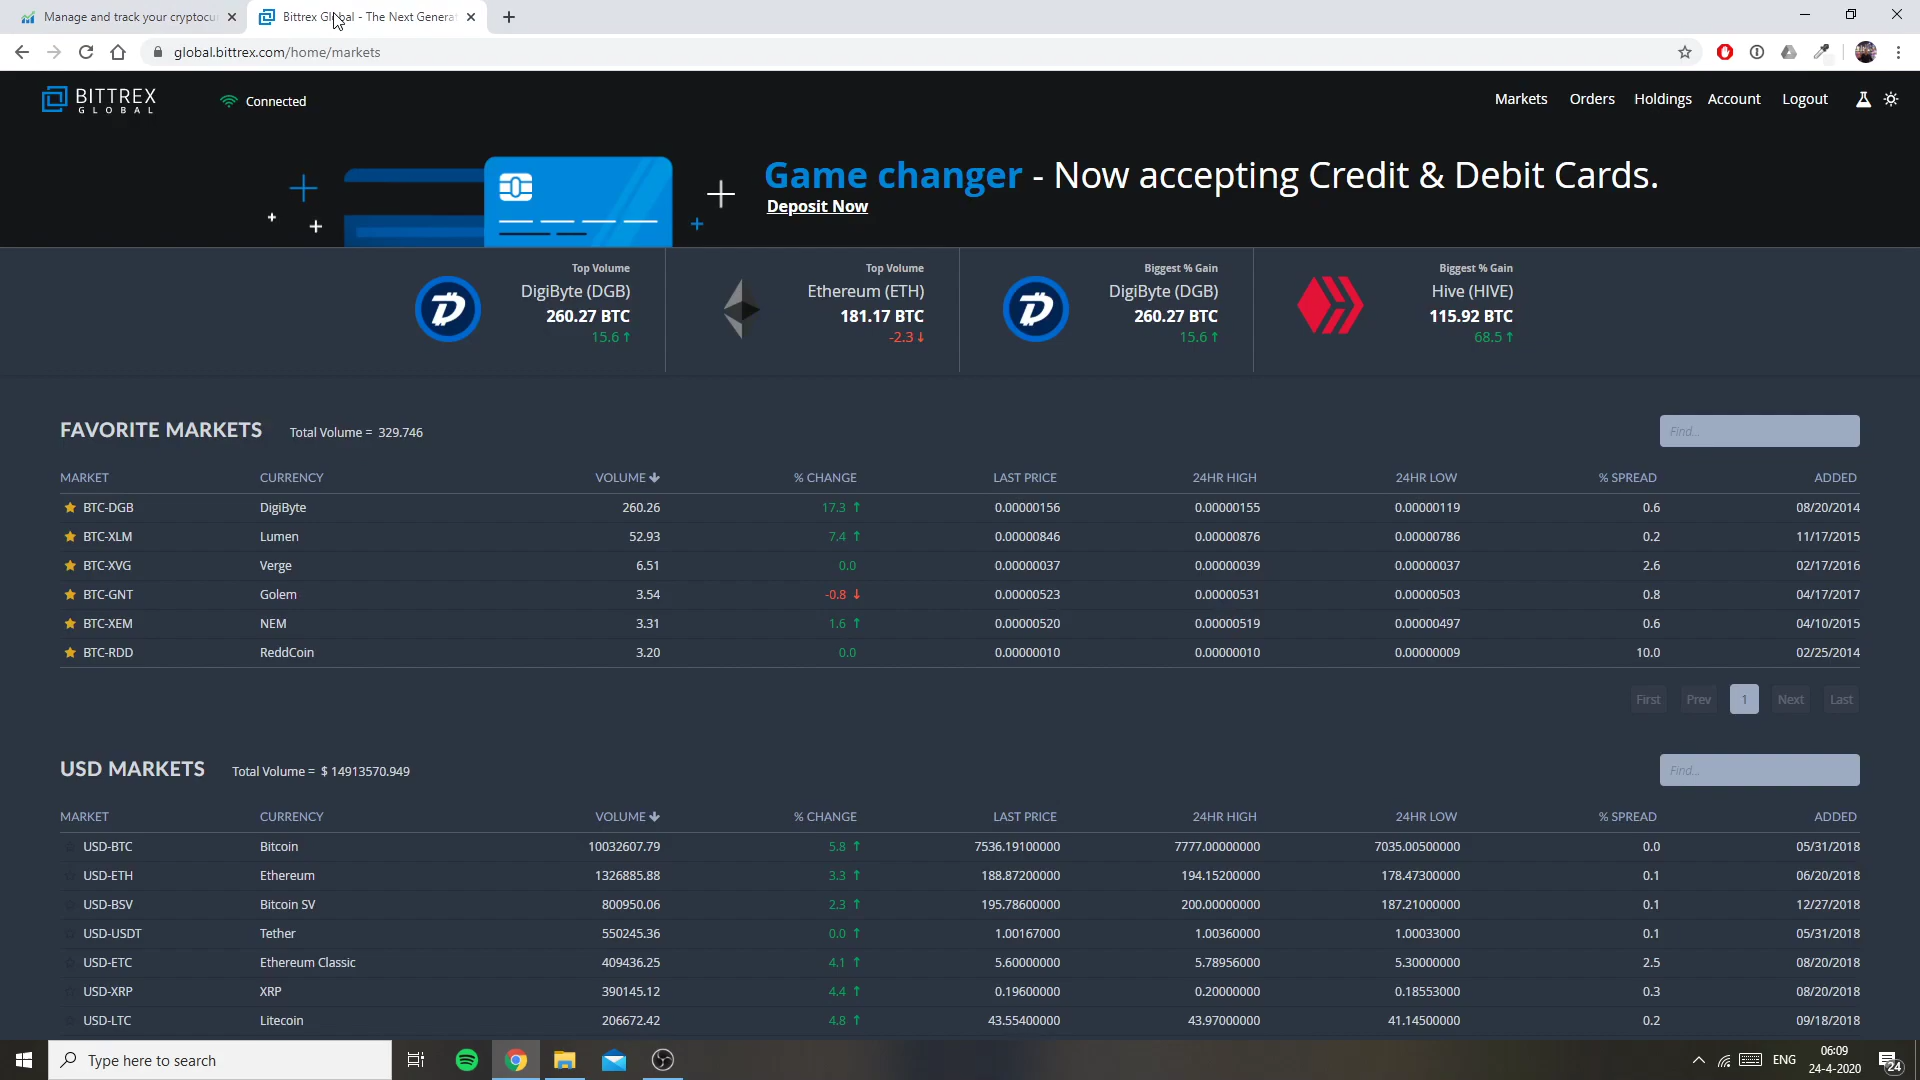 Manage and track your cryptocu
Bittrex Global - The Next Generat
global.bittrex.com/home/markets
BITTREX
GLOBAL
Connected
Markets
Orders
Holdings
Account
Logout
Game changer - Now accepting Credit & Debit Cards.
Deposit Now
Top Volume
DigiByte (DGB)
260.27 BTC
15.6 ↑
Top Volume
Ethereum (ETH)
181.17 BTC
-2.3 ↓
Biggest % Gain
DigiByte (DGB)
260.27 BTC
15.6 ↑
Biggest % Gain
Hive (HIVE)
115.92 BTC
68.5 ↑
FAVORITE MARKETS Total Volume = 329.746 Find...
MARKET CURRENCY VOLUME % CHANGE LAST PRICE 24HR HIGH 24HR LOW % SPREAD ADDED
BTC-DGB DigiByte 260.26 17.3 ↑ 0.00000156 0.00000155 0.00000119 0.6 08/20/2014
BTC-XLM Lumen 52.93 7.4 ↑ 0.00000846 0.00000876 0.00000786 0.2 11/17/2015
BTC-XVG Verge 6.51 0.0 0.00000037 0.00000039 0.00000037 2.6 02/17/2016
BTC-GNT Golem 3.54 -0.8 ↓ 0.00000523 0.00000531 0.00000503 0.8 04/17/2017
BTC-XEM NEM 3.31 1.6 ↑ 0.00000520 0.00000519 0.00000497 0.6 04/10/2015
BTC-RDD ReddCoin 3.20 0.0 0.00000010 0.00000010 0.00000009 10.0 02/25/2014
First Prev 1 Next Last
USD MARKETS Total Volume = $ 14913570.949 Find...
MARKET CURRENCY VOLUME % CHANGE LAST PRICE 24HR HIGH 24HR LOW % SPREAD ADDED
USD-BTC Bitcoin 10032607.79 5.8 ↑ 7536.19100000 7777.00000000 7035.00500000 0.0 05/31/2018
USD-ETH Ethereum 1326885.88 3.3 ↑ 188.87200000 194.15200000 178.47300000 0.1 06/20/2018
USD-BSV Bitcoin SV 800950.06 2.3 ↑ 195.78600000 200.00000000 187.21000000 0.1 12/27/2018
USD-USDT Tether 550245.36 0.0 ↑ 1.00167000 1.00360000 1.00033000 0.1 05/31/2018
USD-ETC Ethereum Classic 409436.25 4.1 ↑ 5.60000000 5.78956000 5.30000000 2.5 08/20/2018
USD-XRP XRP 390145.12 4.4 ↑ 0.19600000 0.20000000 0.18553000 0.3 08/20/2018
USD-LTC Litecoin 206672.42 4.8 ↑ 43.55400000 43.97000000 41.14500000 0.2 09/18/2018
Type here to search
ENG
06:09
24-4-2020
24